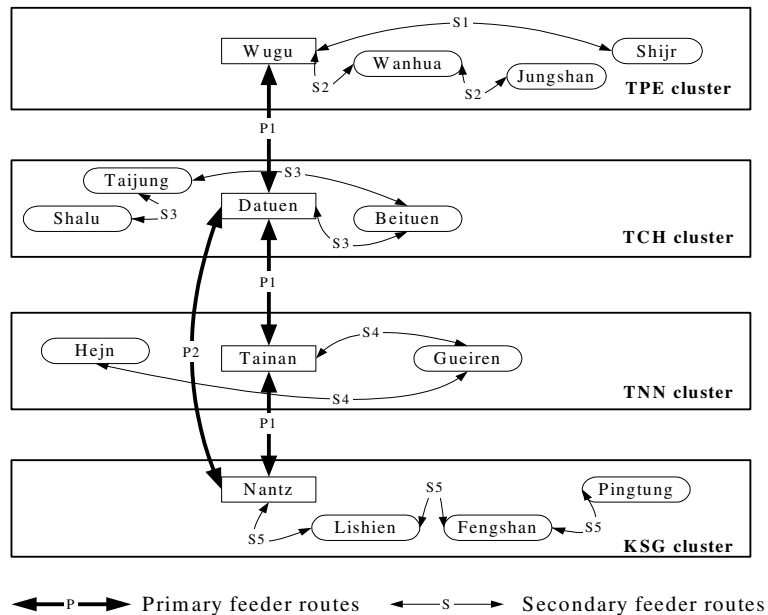 S1
Wugu
Shijr
Wanhua
S2
Jungshan
S2
TPE cluster
P1
Taijung
S3
Datuen
Shalu
S3
Beituen
S3
TCH cluster
P1
S4
Hejn
P2
Tainan
Gueiren
S4
TNN cluster
P1
Nantz
S5
Pingtung
Lishien
Fengshan
S5
S5
KSG cluster
P Primary feeder routes S Secondary feeder routes